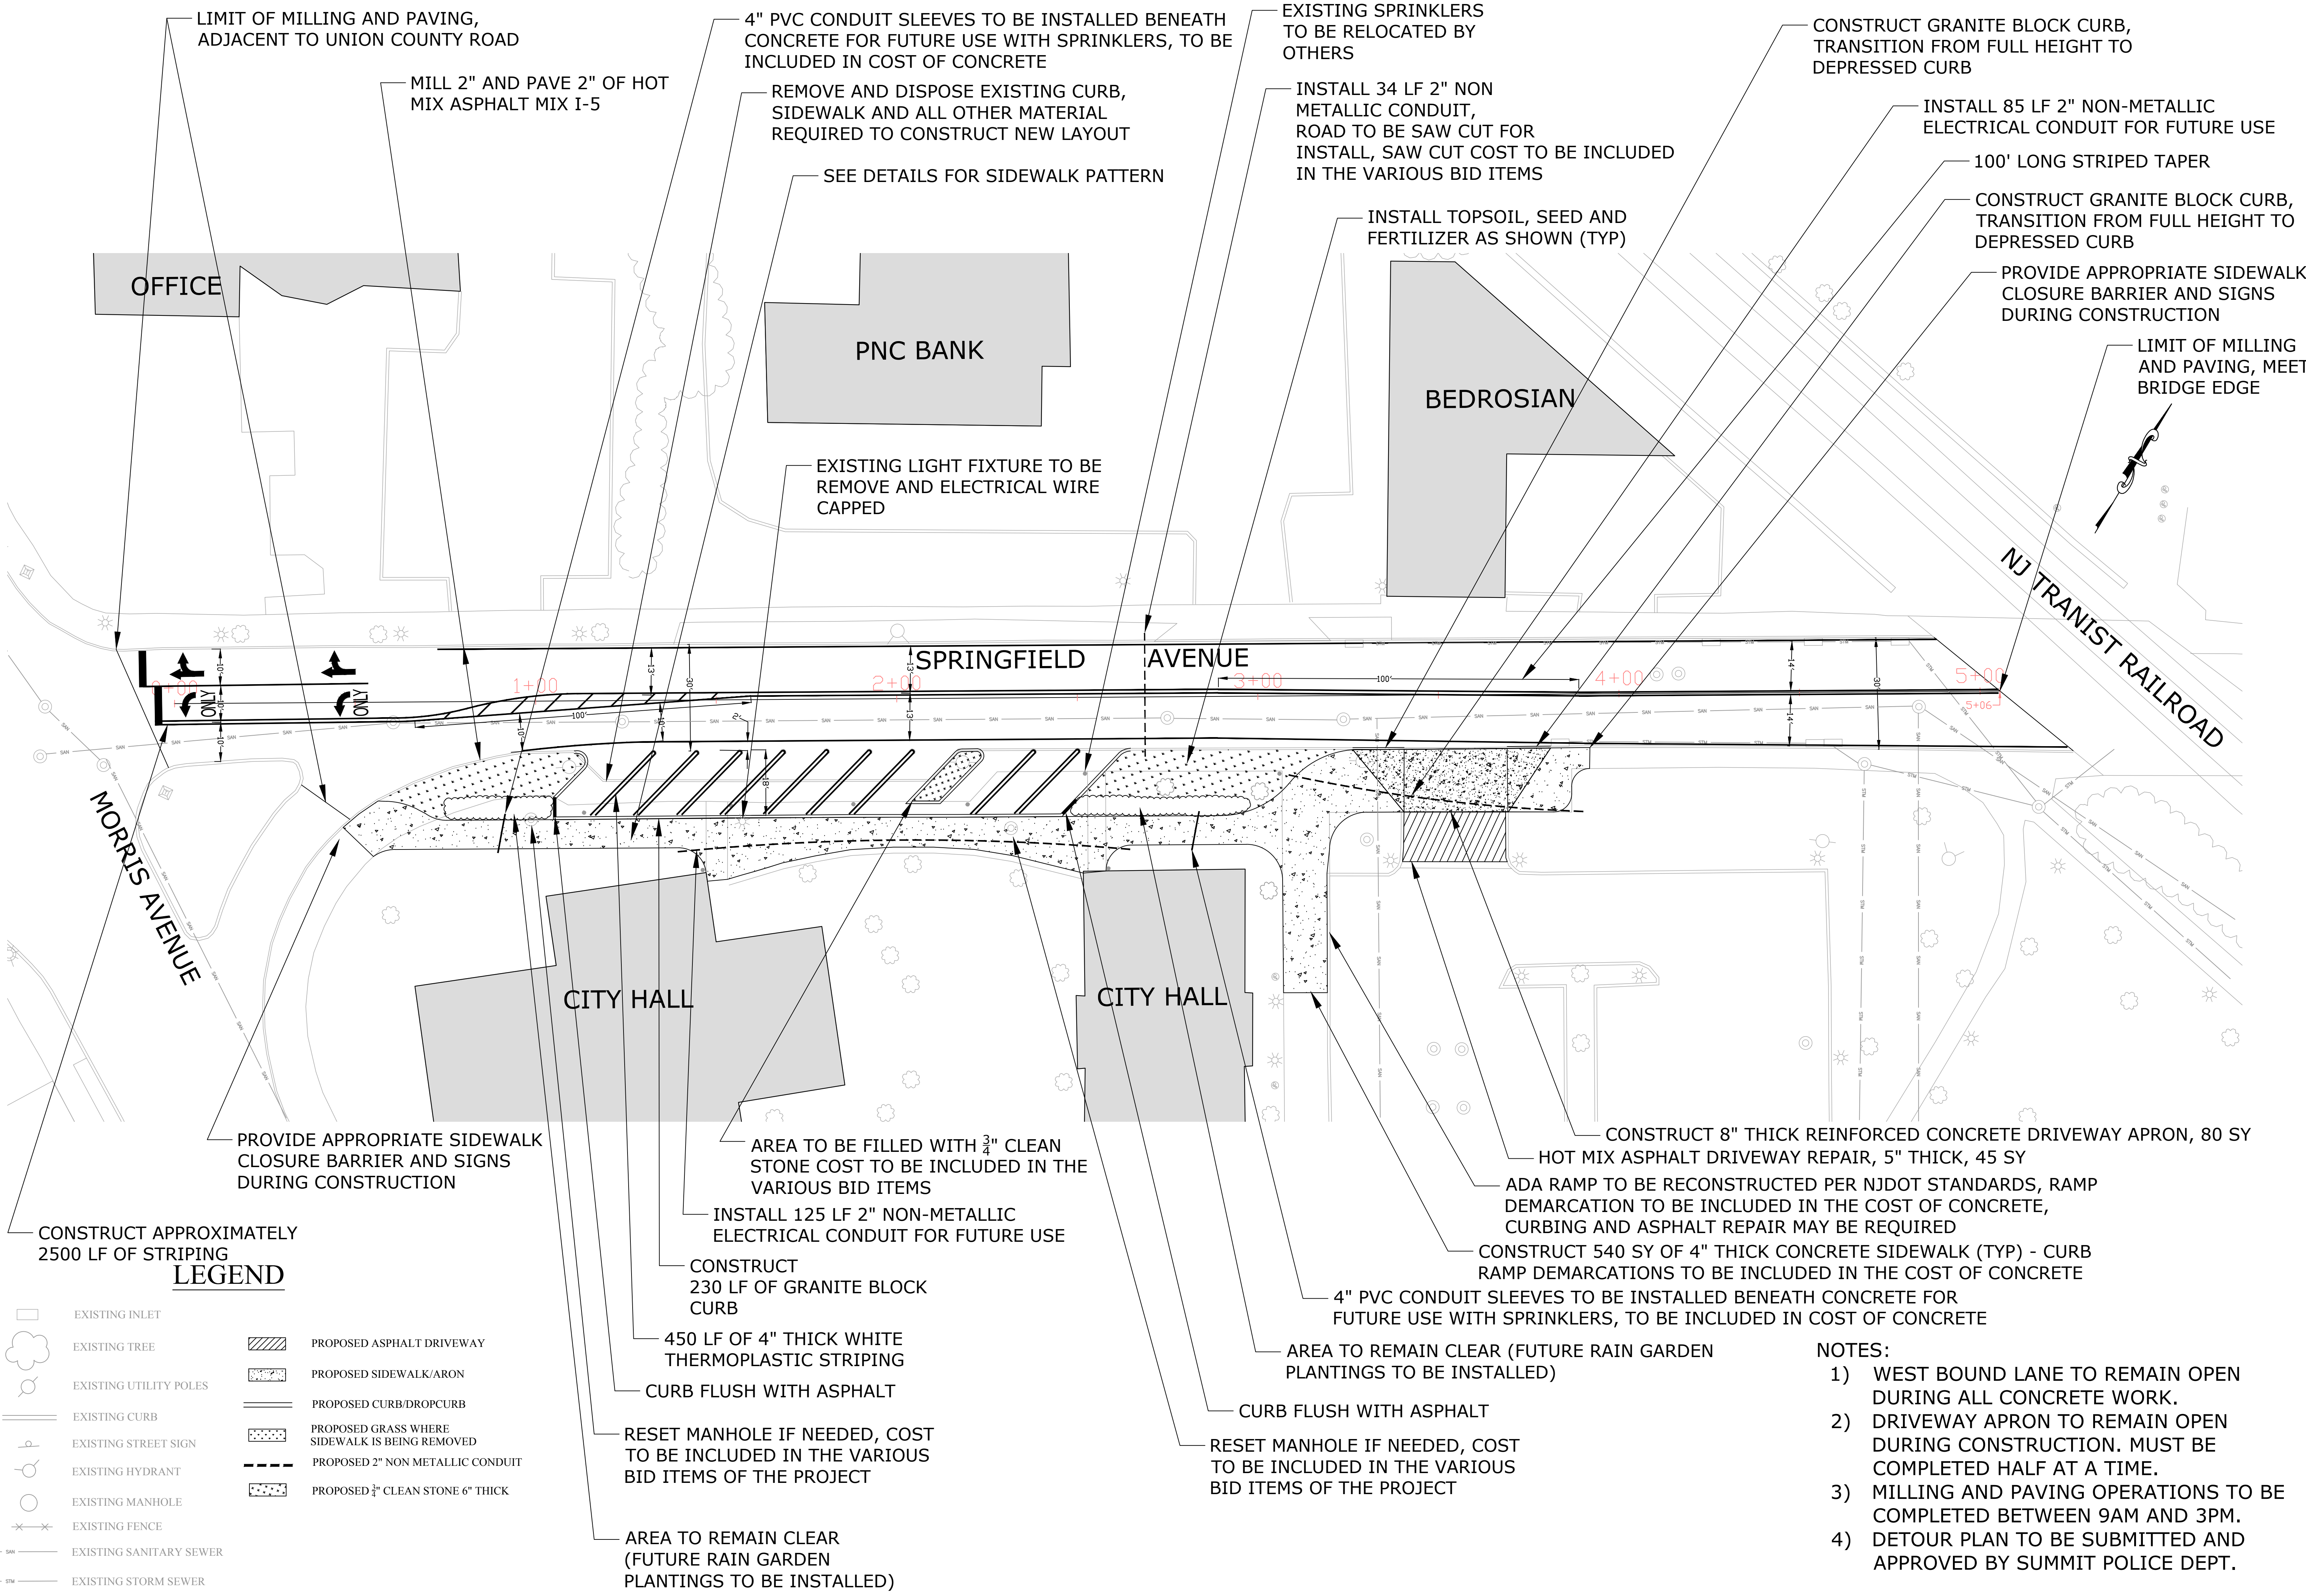 LIMIT OF MILLING AND PAVING,
ADJACENT TO UNION COUNTY ROAD
MILL 2" AND PAVE 2" OF HOT
MIX ASPHALT MIX I-5
4" PVC CONDUIT SLEEVES TO BE INSTALLED BENEATH
CONCRETE FOR FUTURE USE WITH SPRINKLERS, TO BE
INCLUDED IN COST OF CONCRETE
REMOVE AND DISPOSE EXISTING CURB,
SIDEWALK AND ALL OTHER MATERIAL
REQUIRED TO CONSTRUCT NEW LAYOUT
SEE DETAILS FOR SIDEWALK PATTERN
EXISTING SPRINKLERS
TO BE RELOCATED BY
OTHERS
INSTALL 34 LF 2" NON
METALLIC CONDUIT,
ROAD TO BE SAW CUT FOR
INSTALL, SAW CUT COST TO BE INCLUDED
IN THE VARIOUS BID ITEMS
INSTALL TOPSOIL, SEED AND
FERTILIZER AS SHOWN (TYP)
CONSTRUCT GRANITE BLOCK CURB,
TRANSITION FROM FULL HEIGHT TO
DEPRESSED CURB
INSTALL 85 LF 2" NON-METALLIC
ELECTRICAL CONDUIT FOR FUTURE USE
100' LONG STRIPED TAPER
CONSTRUCT GRANITE BLOCK CURB,
TRANSITION FROM FULL HEIGHT TO
DEPRESSED CURB
PROVIDE APPROPRIATE SIDEWALK
CLOSURE BARRIER AND SIGNS
DURING CONSTRUCTION
LIMIT OF MILLING
AND PAVING, MEET
BRIDGE EDGE
OFFICE
PNC BANK
BEDROSIAN
EXISTING LIGHT FIXTURE TO BE
REMOVE AND ELECTRICAL WIRE
CAPPED
NJ TRANIST RAILROAD
SPRINGFIELD AVENUE
0+00
1+00
2+00
3+00
4+00
5+00
5+06
ONLY
ONLY
10'
10'
10'
13'
30'
13'
13'
100'
14'
30'
14'
100'
10'
10'
2'
18'
MORRIS AVENUE
CITY HALL
CITY HALL
PROVIDE APPROPRIATE SIDEWALK
CLOSURE BARRIER AND SIGNS
DURING CONSTRUCTION
CONSTRUCT APPROXIMATELY
2500 LF OF STRIPING
AREA TO BE FILLED WITH 3/4" CLEAN
STONE COST TO BE INCLUDED IN THE
VARIOUS BID ITEMS
INSTALL 125 LF 2" NON-METALLIC
ELECTRICAL CONDUIT FOR FUTURE USE
CONSTRUCT
230 LF OF GRANITE BLOCK
CURB
450 LF OF 4" THICK WHITE
THERMOPLASTIC STRIPING
CURB FLUSH WITH ASPHALT
RESET MANHOLE IF NEEDED, COST
TO BE INCLUDED IN THE VARIOUS
BID ITEMS OF THE PROJECT
AREA TO REMAIN CLEAR
(FUTURE RAIN GARDEN
PLANTINGS TO BE INSTALLED)
CONSTRUCT 8" THICK REINFORCED CONCRETE DRIVEWAY APRON, 80 SY
HOT MIX ASPHALT DRIVEWAY REPAIR, 5" THICK, 45 SY
ADA RAMP TO BE RECONSTRUCTED PER NJDOT STANDARDS, RAMP
DEMARCATION TO BE INCLUDED IN THE COST OF CONCRETE,
CURBING AND ASPHALT REPAIR MAY BE REQUIRED
CONSTRUCT 540 SY OF 4" THICK CONCRETE SIDEWALK (TYP) - CURB
RAMP DEMARCATIONS TO BE INCLUDED IN THE COST OF CONCRETE
4" PVC CONDUIT SLEEVES TO BE INSTALLED BENEATH CONCRETE FOR
FUTURE USE WITH SPRINKLERS, TO BE INCLUDED IN COST OF CONCRETE
AREA TO REMAIN CLEAR (FUTURE RAIN GARDEN
PLANTINGS TO BE INSTALLED)
CURB FLUSH WITH ASPHALT
RESET MANHOLE IF NEEDED, COST
TO BE INCLUDED IN THE VARIOUS
BID ITEMS OF THE PROJECT
LEGEND
EXISTING INLET
EXISTING TREE
EXISTING UTILITY POLES
EXISTING CURB
EXISTING STREET SIGN
EXISTING HYDRANT
EXISTING MANHOLE
EXISTING FENCE
SAN EXISTING SANITARY SEWER
STM EXISTING STORM SEWER
PROPOSED ASPHALT DRIVEWAY
PROPOSED SIDEWALK/ARON
PROPOSED CURB/DROPCURB
PROPOSED GRASS WHERE
SIDEWALK IS BEING REMOVED
PROPOSED 2" NON METALLIC CONDUIT
PROPOSED 3/4" CLEAN STONE 6" THICK
NOTES:
1) WEST BOUND LANE TO REMAIN OPEN
DURING ALL CONCRETE WORK.
2) DRIVEWAY APRON TO REMAIN OPEN
DURING CONSTRUCTION. MUST BE
COMPLETED HALF AT A TIME.
3) MILLING AND PAVING OPERATIONS TO BE
COMPLETED BETWEEN 9AM AND 3PM.
4) DETOUR PLAN TO BE SUBMITTED AND
APPROVED BY SUMMIT POLICE DEPT.